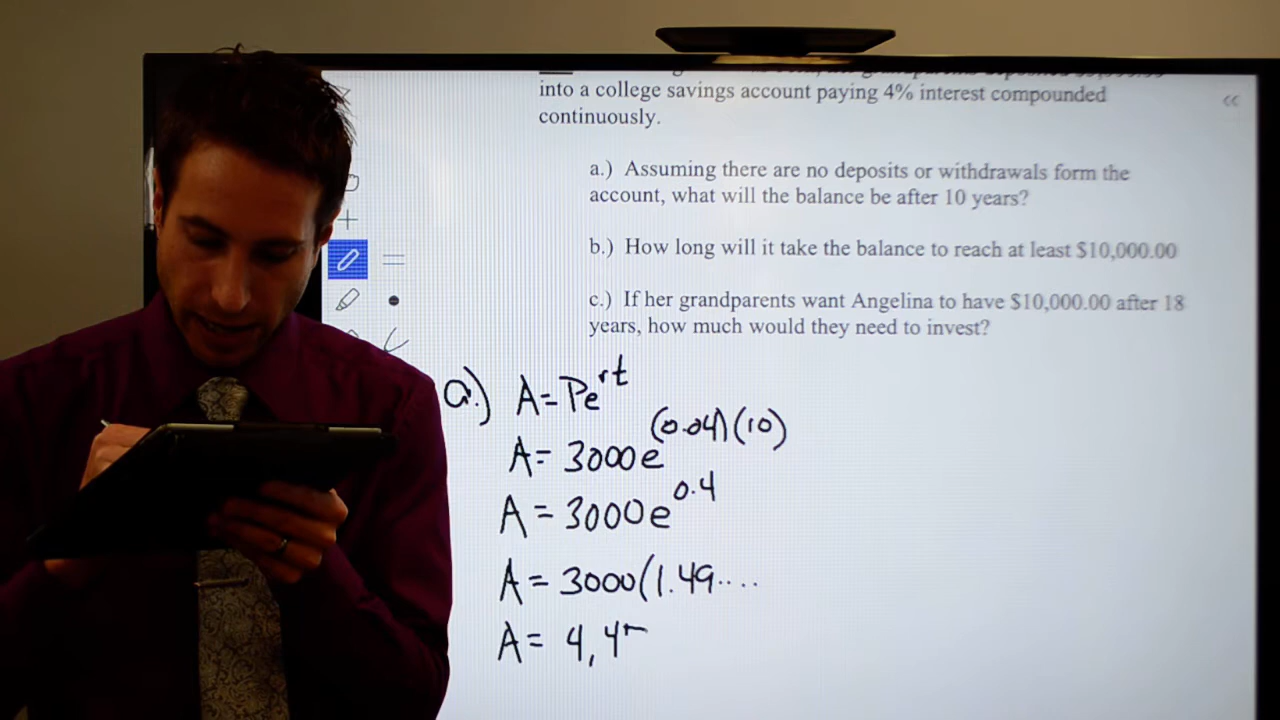 into a college savings account paying 4% interest compounded
continuously.
a.) Assuming there are no deposits or withdrawals form the
account, what will the balance be after 10 years?
b.) How long will it take the balance to reach at least $10,000.00
c.) If her grandparents want Angelina to have $10,000.00 after 18
years, how much would they need to invest?
a.) A=Pe^rt
A= 3000e^(0.04)(10)
A= 3000e^0.4
A= 3000(1.49....
A= 4,4